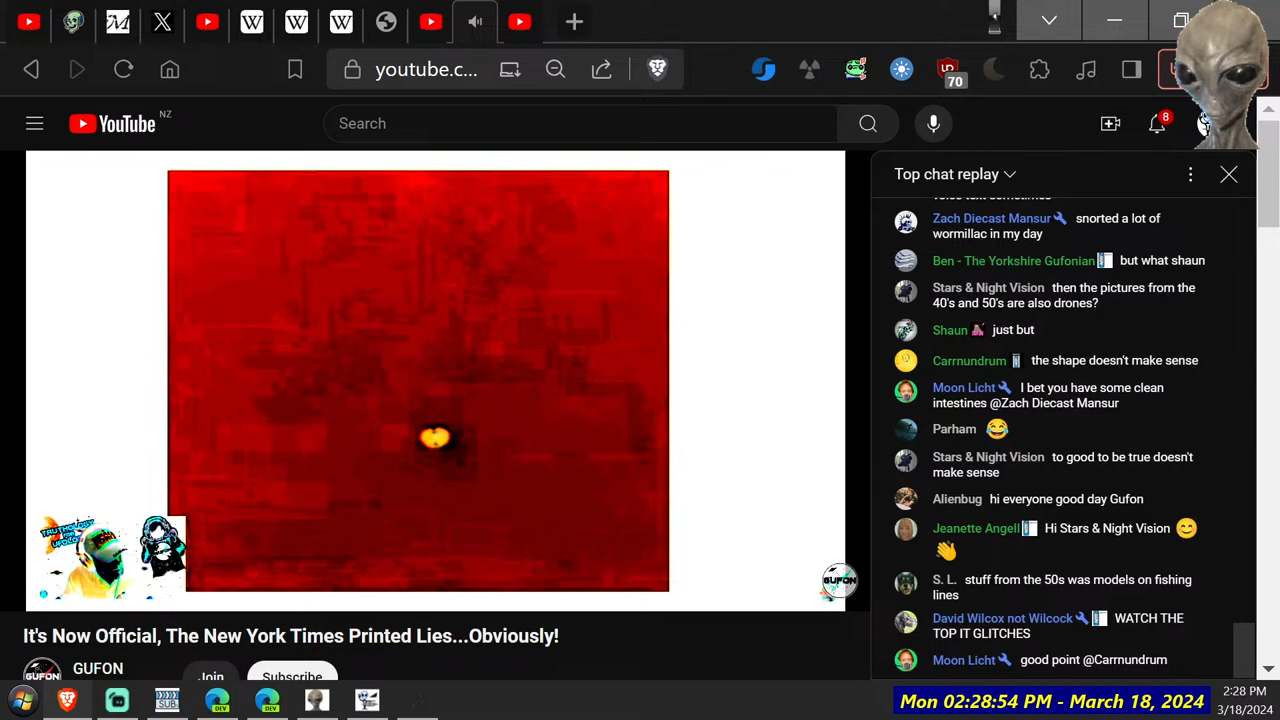 youtube.c...
70
YouTube NZ
Search
8
Top chat replay
Zach Diecast Mansur snorted a lot of
wormillac in my day
Ben - The Yorkshire Gufonian but what shaun
Stars & Night Vision then the pictures from the
40's and 50's are also drones?
Shaun just but
Carrnundrum the shape doesn't make sense
Moon Licht I bet you have some clean
intestines @Zach Diecast Mansur
Parham
Stars & Night Vision to good to be true doesn't
make sense
Alienbug hi everyone good day Gufon
Jeanette Angell Hi Stars & Night Vision
S. L. stuff from the 50s was models on fishing
lines
David Wilcox not Wilcock WATCH THE
TOP IT GLITCHES
Moon Licht good point @Carrnundrum
TRUTHOLOGY
GUFON
It's Now Official, The New York Times Printed Lies...Obviously!
GUFON
Join
Subscribe
SUB
DEV
DEV
Mon 02:28:54 PM - March 18, 2024
2:28 PM
3/18/2024